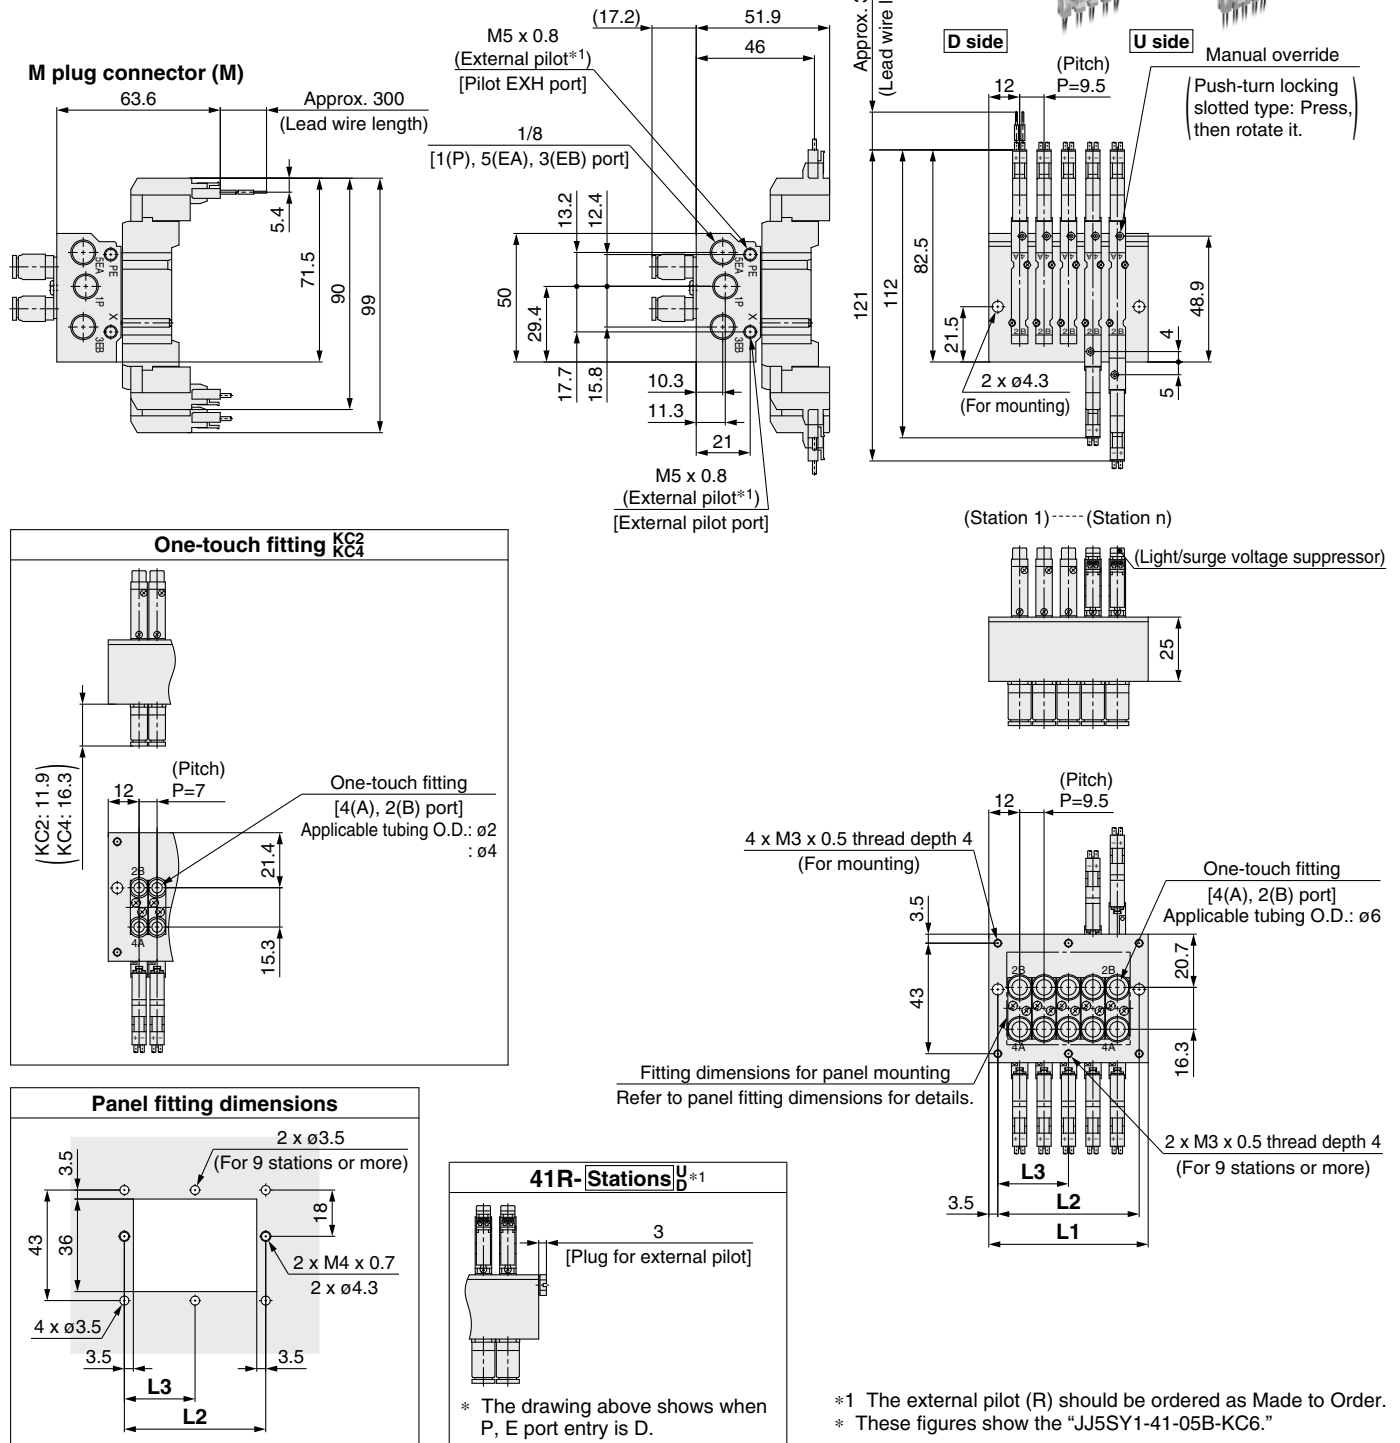 M plug connector (M)
63.6
Approx. 300
(Lead wire length)
5.4
71.5
90
99
5EA
PE
1P
X
3EB
M5 x 0.8
(External pilot*1)
[Pilot EXH port]
1/8
[1(P), 5(EA), 3(EB) port]
(17.2)
51.9
46
13.2
12.4
50
29.4
17.7
15.8
5EA
PE
1P
X
3EB
10.3
11.3
21
M5 x 0.8
(External pilot*1)
[External pilot port]
D side
U side
(Pitch)
P=9.5
12
Manual override
(Push-turn locking
slotted type: Press,
then rotate it.)
121
112
82.5
21.5
48.9
4
5
2 x ø4.3
(For mounting)
(Station 1)-----(Station n)
(Light/surge voltage suppressor)
25
One-touch fitting KC2
KC4
(KC2: 11.9)
(KC4: 16.3)
(Pitch)
12
P=7
One-touch fitting
[4(A), 2(B) port]
Applicable tubing O.D.: ø2
: ø4
21.4
15.3
2B
4A
(Pitch)
12
P=9.5
4 x M3 x 0.5 thread depth 4
(For mounting)
3.5
43
One-touch fitting
[4(A), 2(B) port]
Applicable tubing O.D.: ø6
20.7
16.3
2B
2B
4A
4A
Fitting dimensions for panel mounting
Refer to panel fitting dimensions for details.
2 x M3 x 0.5 thread depth 4
(For 9 stations or more)
3.5
L3
L2
L1
Panel fitting dimensions
2 x ø3.5
(For 9 stations or more)
3.5
43
36
18
2 x M4 x 0.7
2 x ø4.3
4 x ø3.5
3.5
3.5
L3
L2
41R-Stations U
D *1
3
[Plug for external pilot]
* The drawing above shows when
P, E port entry is D.
*1 The external pilot (R) should be ordered as Made to Order.
* These figures show the “JJ5SY1-41-05B-KC6.”